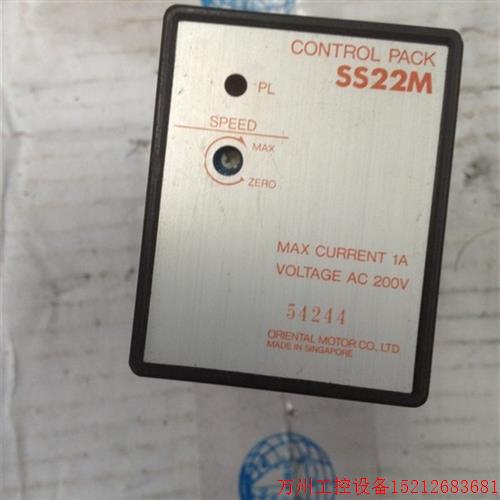 CONTROL PACK
SS22M
PL
SPEED
MAX
ZERO
MAX CURRENT 1A
VOLTAGE AC 200V
54244
ORIENTAL MOTOR CO., LTD
MADE IN SINGAPORE
万州工控设备15212683681